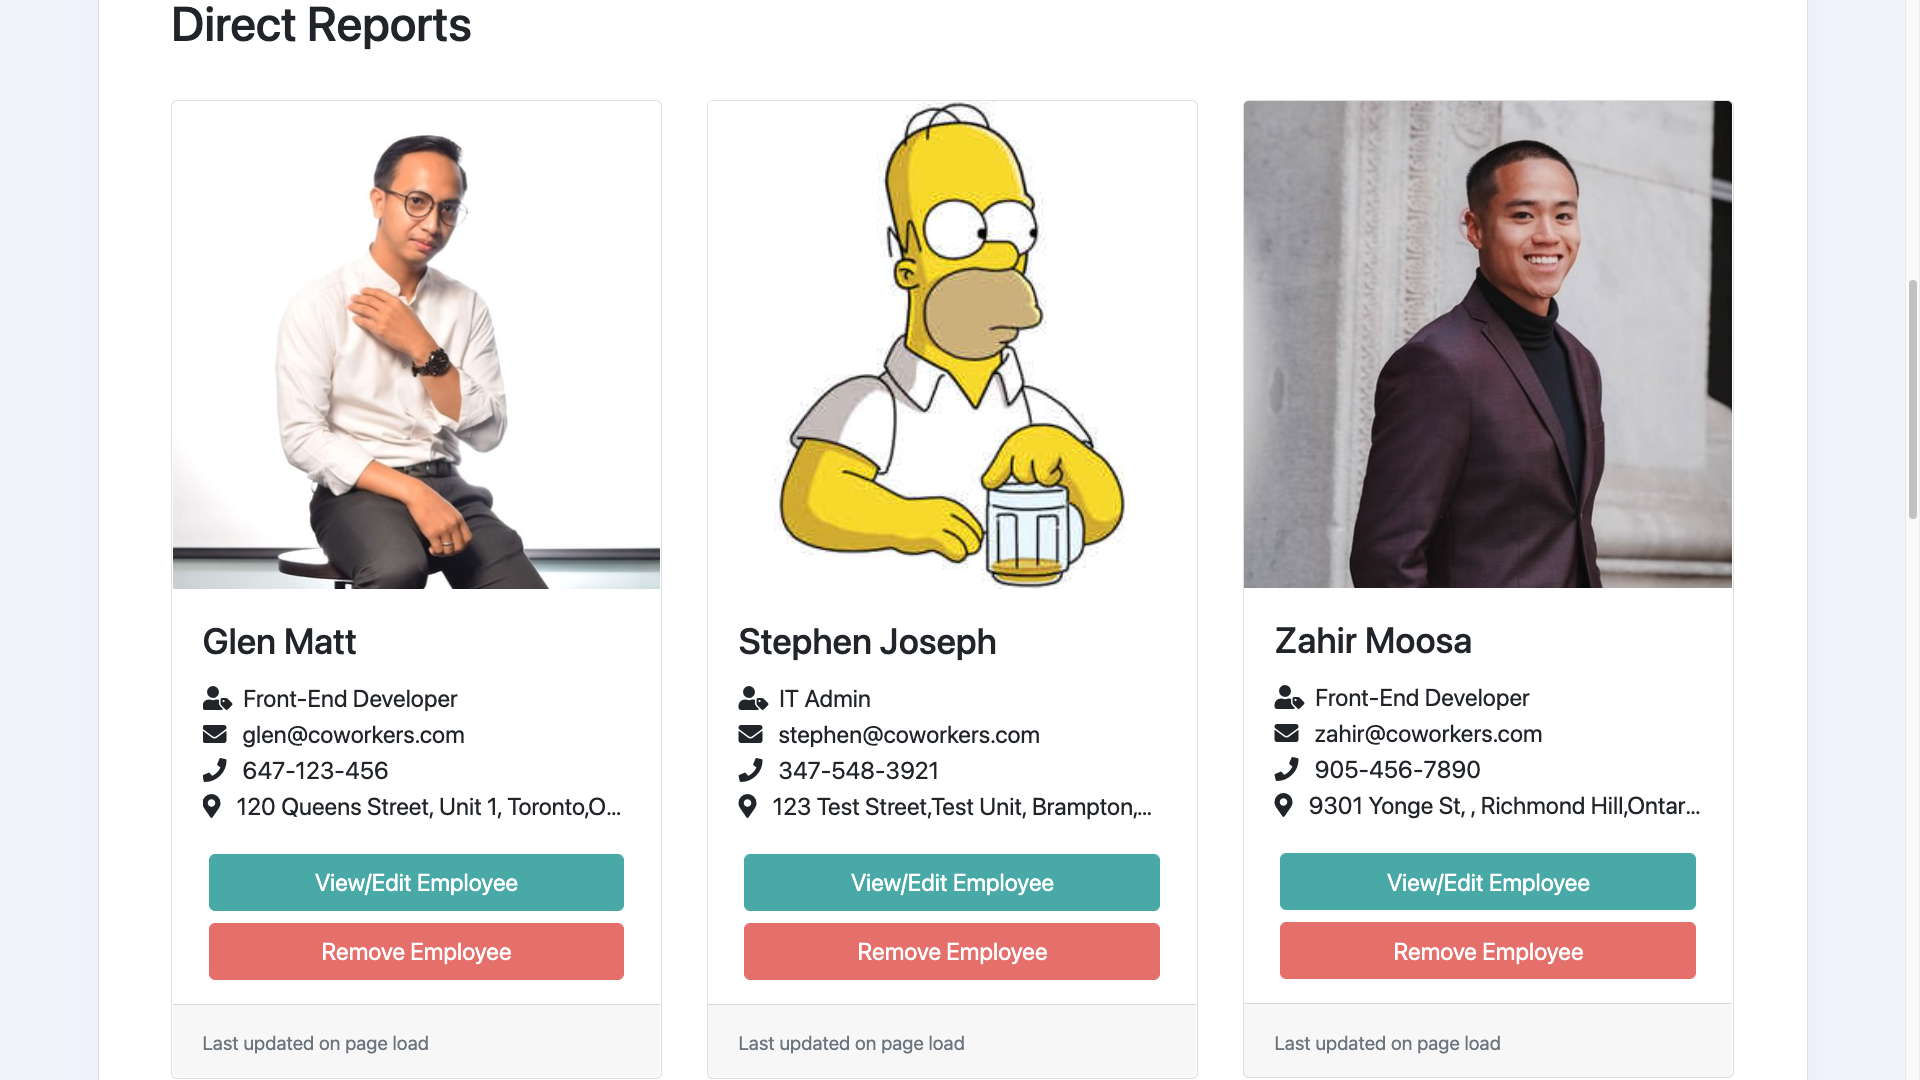 Direct Reports
Glen Matt
Front-End Developer
glen@coworkers.com
647-123-456
120 Queens Street, Unit 1, Toronto,O...
View/Edit Employee
Remove Employee
Last updated on page load
Stephen Joseph
IT Admin
stephen@coworkers.com
347-548-3921
123 Test Street,Test Unit, Brampton,...
View/Edit Employee
Remove Employee
Last updated on page load
Zahir Moosa
Front-End Developer
zahir@coworkers.com
905-456-7890
9301 Yonge St, , Richmond Hill,Ontar...
View/Edit Employee
Remove Employee
Last updated on page load